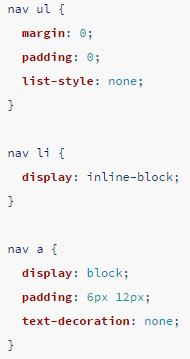 nav ul {
  margin: 0;
  padding: 0;
  list-style: none;
}

nav li {
  display: inline-block;
}

nav a {
  display: block;
  padding: 6px 12px;
  text-decoration: none;
}